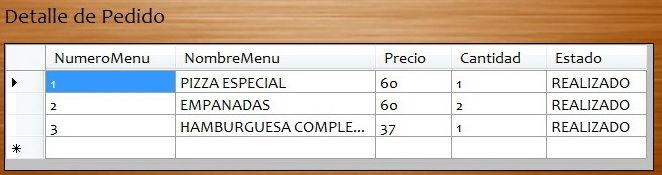 Detalle de Pedido
NumeroMenu NombreMenu Precio Cantidad Estado
1 PIZZA ESPECIAL 60 1 REALIZADO
2 EMPANADAS 60 2 REALIZADO
3 HAMBURGUESA COMPLE... 37 1 REALIZADO